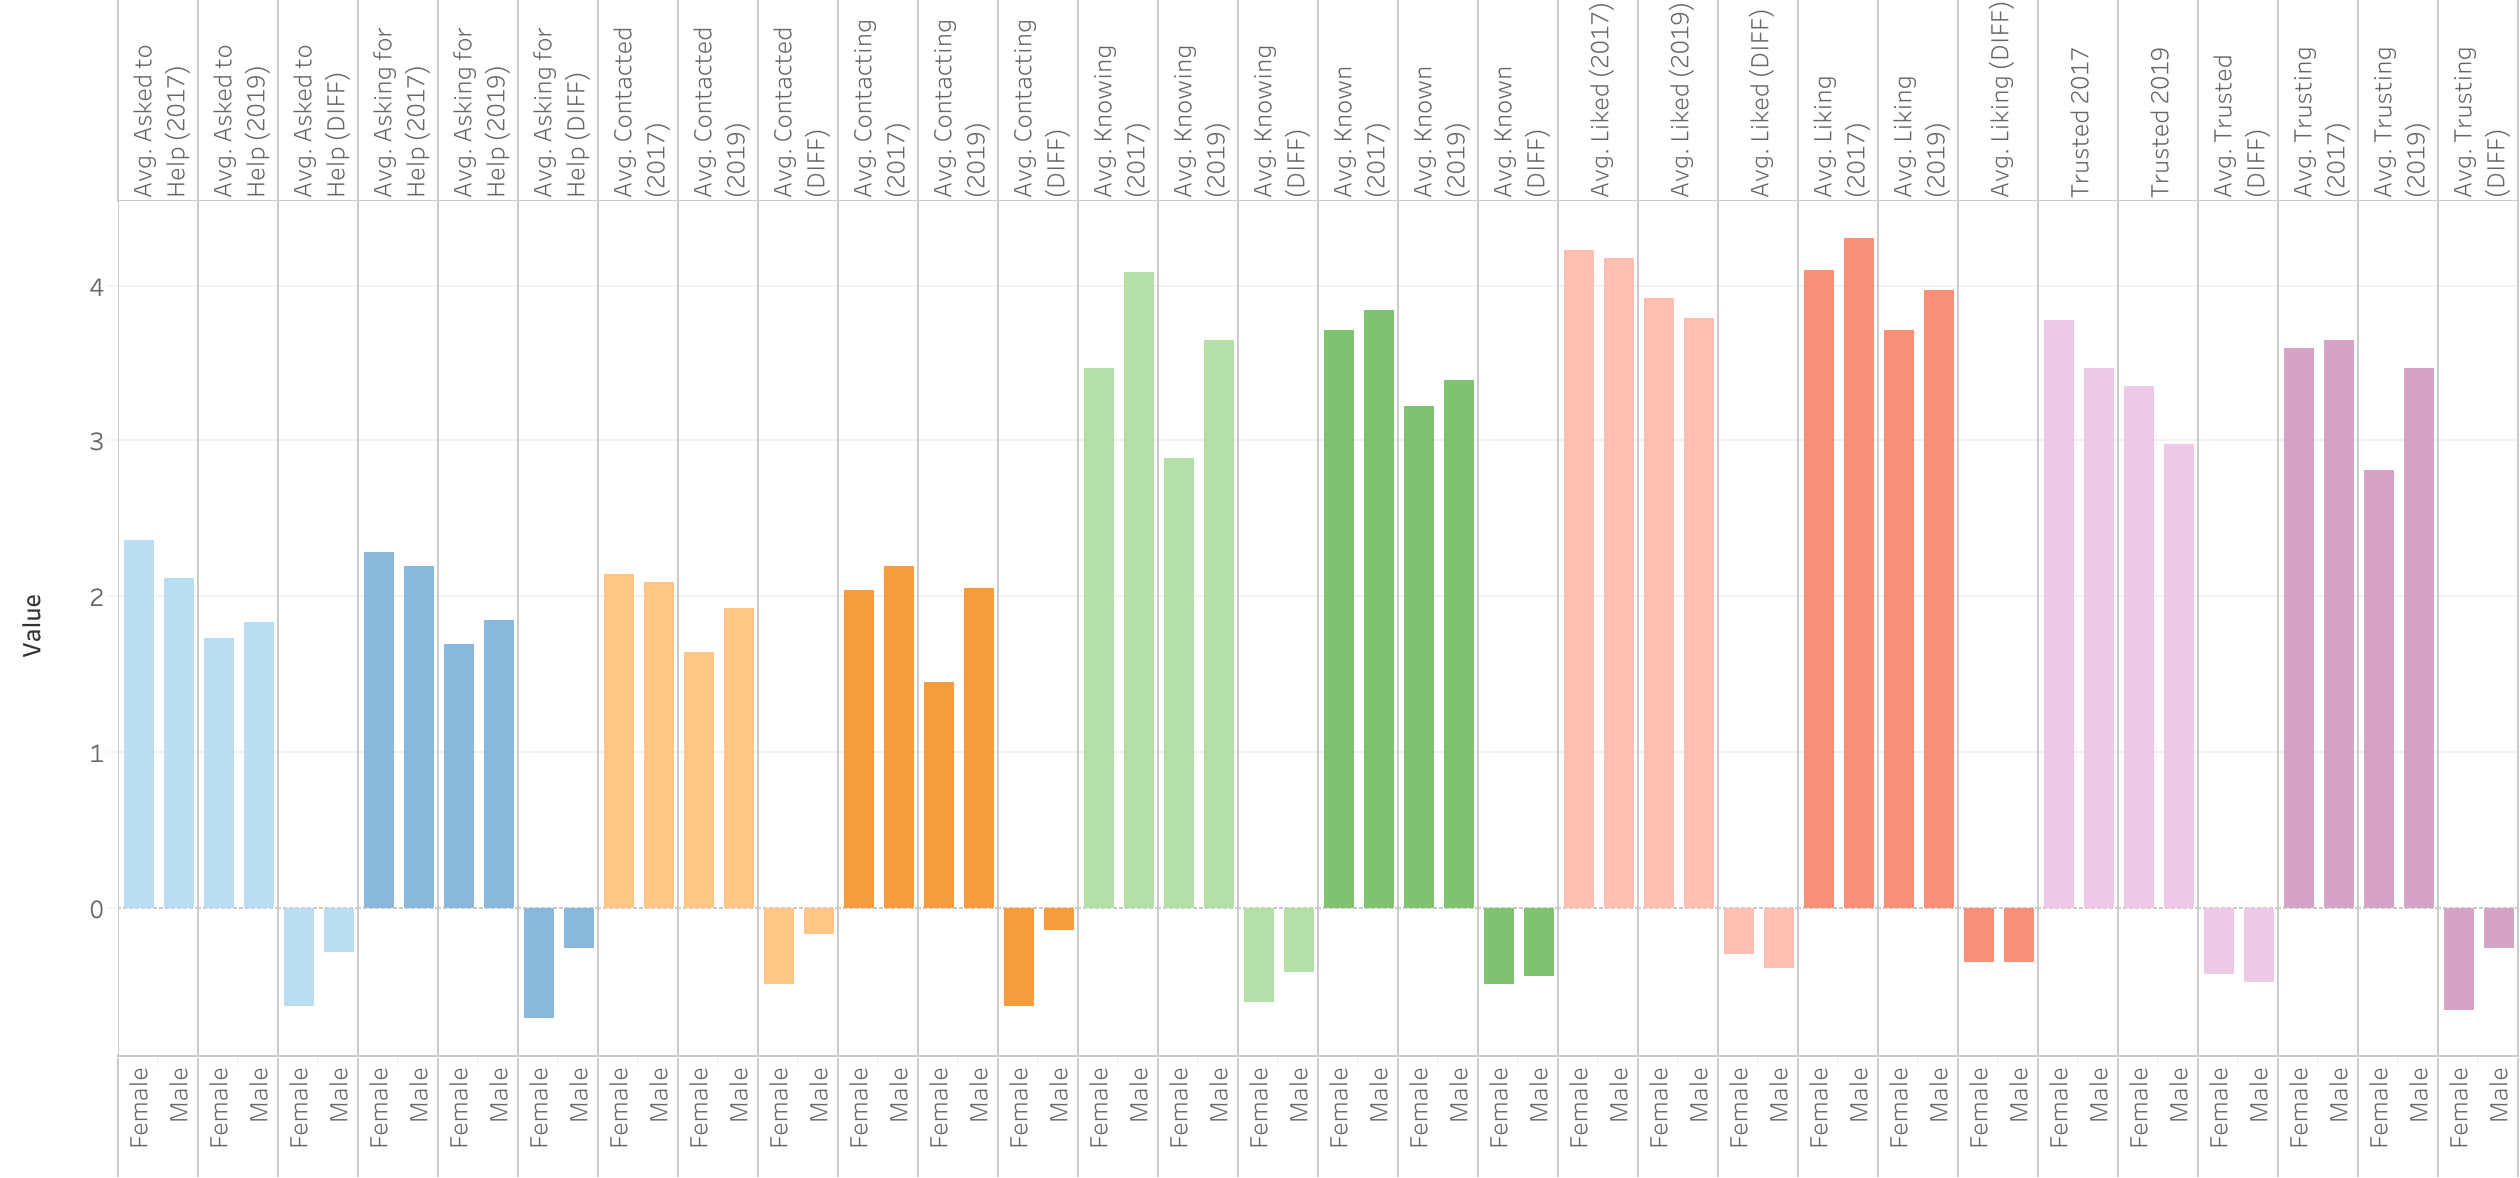 Avg. Asked to
Help (2017)
Avg. Asked to
Help (2019)
Avg. Asked to
Help (DIFF)
Avg. Asking for
Help (2017)
Avg. Asking for
Help (2019)
Avg. Asking for
Help (DIFF)
Avg. Contacted
(2017)
Avg. Contacted
(2019)
Avg. Contacted
(DIFF)
Avg. Contacting
(2017)
Avg. Contacting
(2019)
Avg. Contacting
(DIFF)
Avg. Knowing
(2017)
Avg. Knowing
(2019)
Avg. Knowing
(DIFF)
Avg. Known
(2017)
Avg. Known
(2019)
Avg. Known
(DIFF)
Avg. Liked (2017)
Avg. Liked (2019)
Avg. Liked (DIFF)
Avg. Liking
(2017)
Avg. Liking
(2019)
Avg. Liking (DIFF)
Trusted 2017
Trusted 2019
Avg. Trusted
(DIFF)
Avg. Trusting
(2017)
Avg. Trusting
(2019)
Avg. Trusting
(DIFF)
Value
4
3
2
1
0
Female
Male
Female
Male
Female
Male
Female
Male
Female
Male
Female
Male
Female
Male
Female
Male
Female
Male
Female
Male
Female
Male
Female
Male
Female
Male
Female
Male
Female
Male
Female
Male
Female
Male
Female
Male
Female
Male
Female
Male
Female
Male
Female
Male
Female
Male
Female
Male
Female
Male
Female
Male
Female
Male
Female
Male
Female
Male
Female
Male